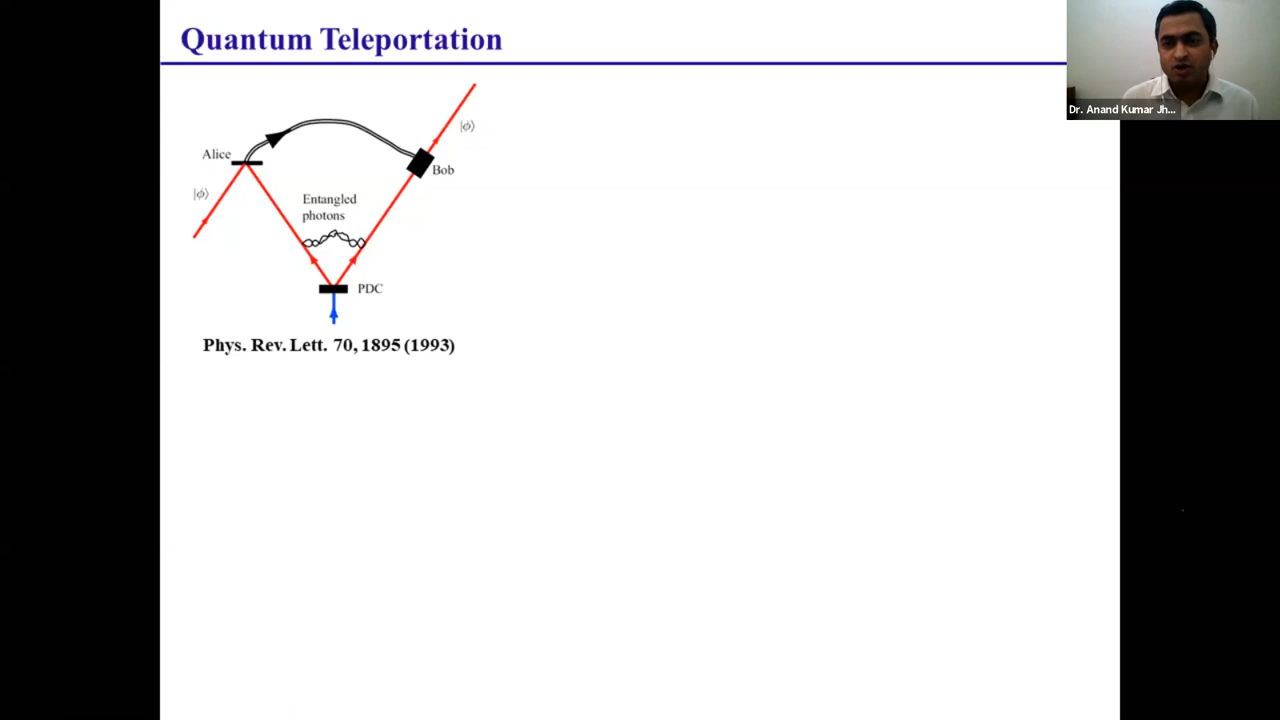 Quantum Teleportation
Dr. Anand Kumar Jh...
|ϕ⟩
Alice
Bob
|ϕ⟩
Entangled
photons
PDC
Phys. Rev. Lett. 70, 1895 (1993)